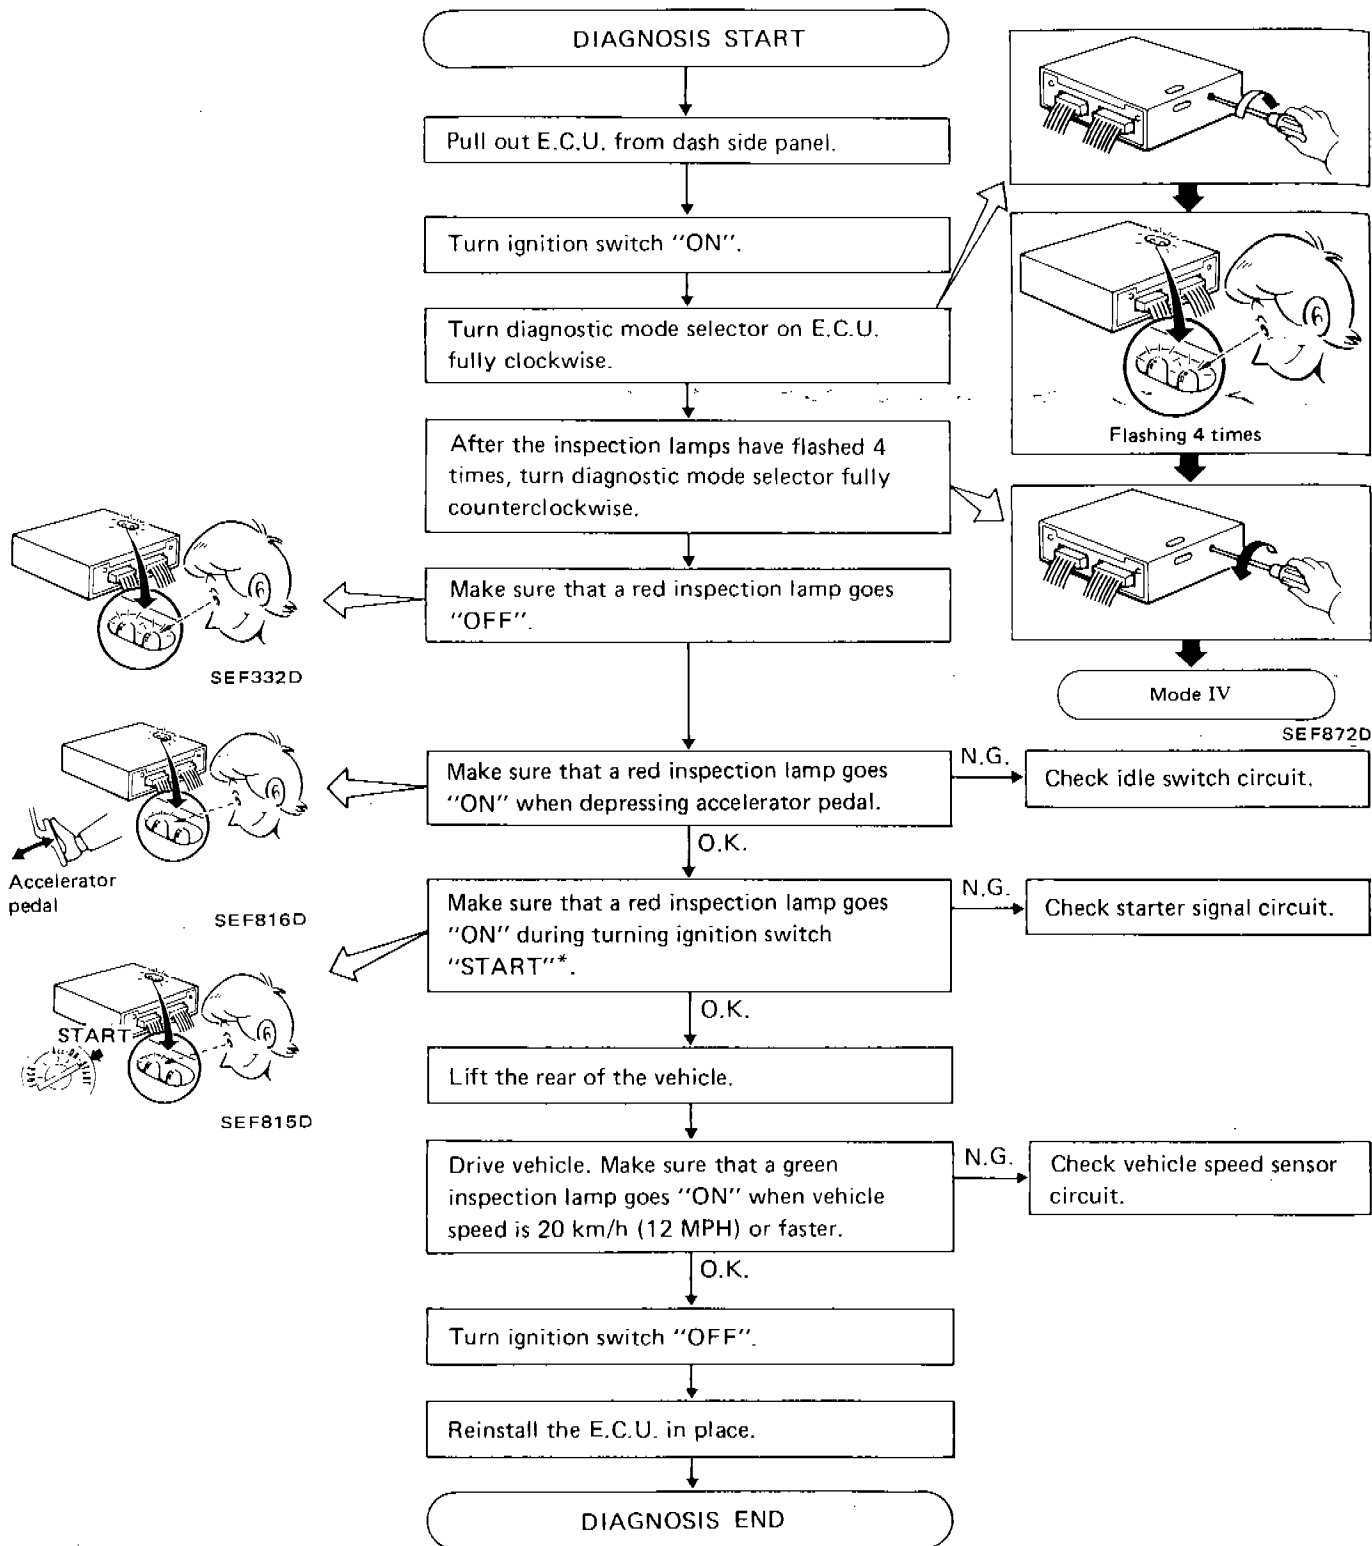 DIAGNOSIS START
Pull out E.C.U. from dash side panel.
Turn ignition switch "ON".
Turn diagnostic mode selector on E.C.U.
fully clockwise.
Flashing 4 times
After the inspection lamps have flashed 4
times, turn diagnostic mode selector fully
counterclockwise.
Make sure that a red inspection lamp goes
"OFF".
SEF332D
Mode IV
SEF872D
Make sure that a red inspection lamp goes
"ON" when depressing accelerator pedal.
N.G.
Check idle switch circuit.
O.K.
Accelerator
pedal
SEF816D
Make sure that a red inspection lamp goes
"ON" during turning ignition switch
"START"*.
N.G.
Check starter signal circuit.
O.K.
START
SEF815D
Lift the rear of the vehicle.
Drive vehicle. Make sure that a green
inspection lamp goes "ON" when vehicle
speed is 20 km/h (12 MPH) or faster.
N.G.
Check vehicle speed sensor
circuit.
O.K.
Turn ignition switch "OFF".
Reinstall the E.C.U. in place.
DIAGNOSIS END